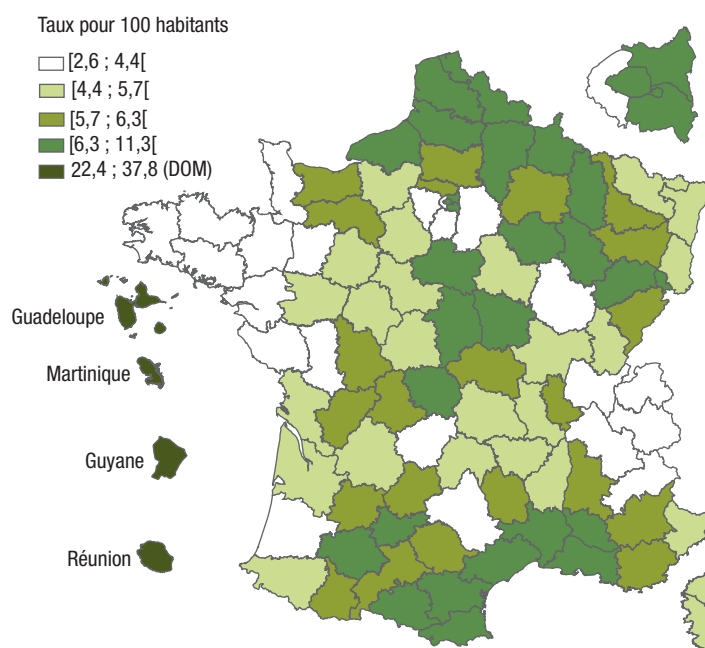 Taux pour 100 habitants
[2,6 ; 4,4[
[4,4 ; 5,7[
[5,7 ; 6,3[
[6,3 ; 11,3[
22,4 ; 37,8 (DOM)
Guadeloupe
Martinique
Guyane
Réunion